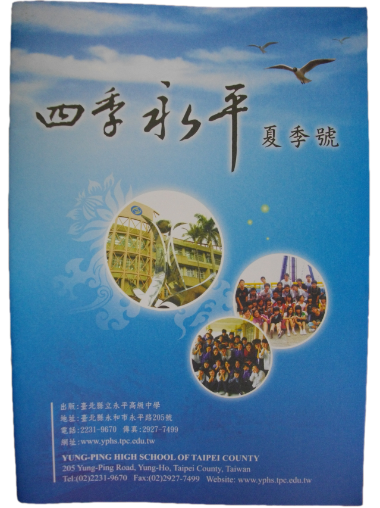 四季永平
夏季號
出版：臺北縣立永平高級中學
地址：臺北縣永和市永平路205號
電話：2231-9670 傳真：2927-7499
網址：www.yphs.tpc.edu.tw
YUNG-PING HIGH SCHOOL OF TAIPEI COUNTY
205 Yung-Ping Road, Yung-Ho, Taipei County, Taiwan
Tel:(02)2231-9670 Fax:(02)2927-7499 Website: www.yphs.tpc.edu.tw